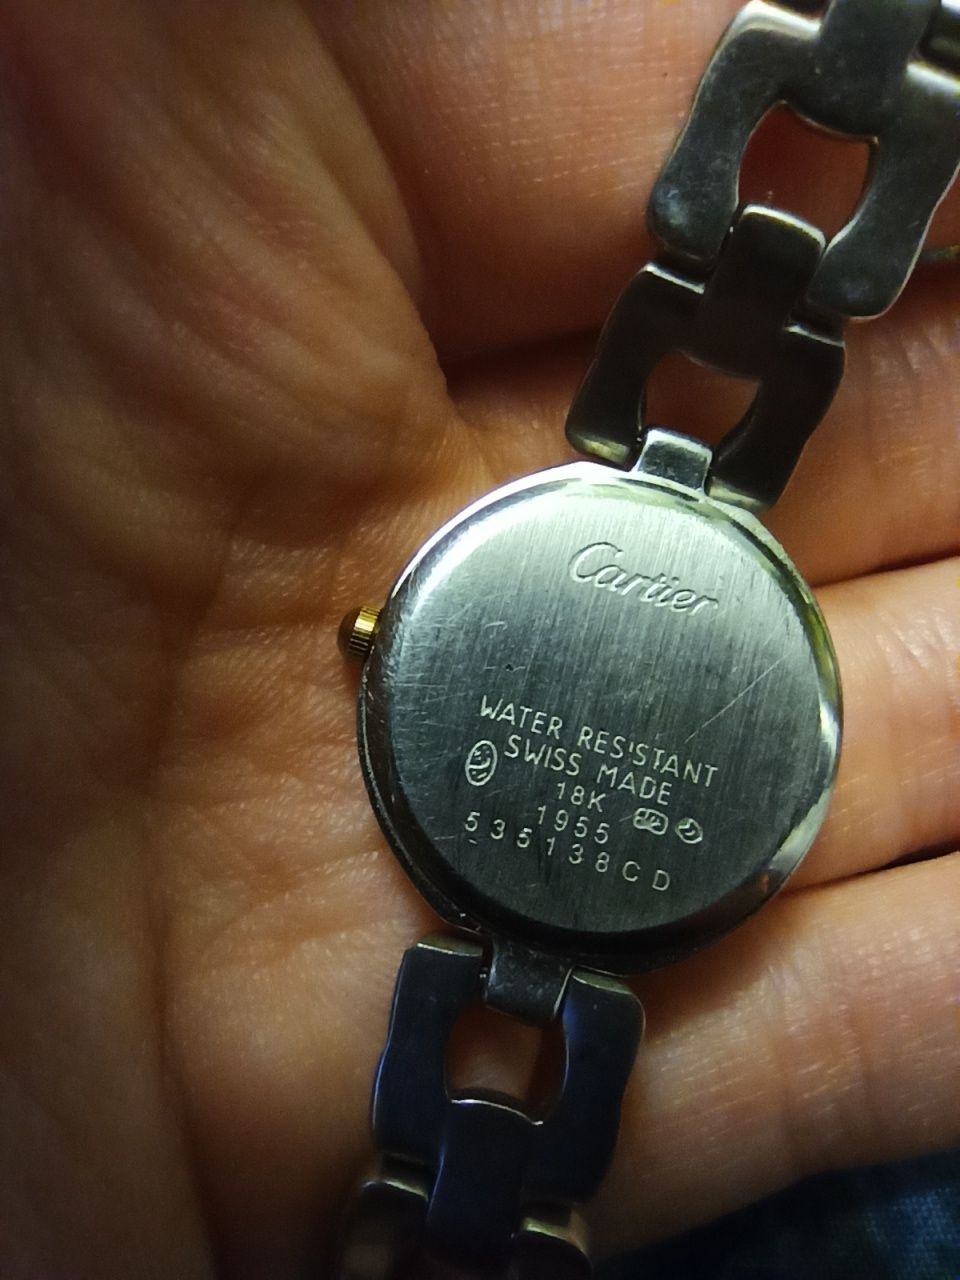 Cartier
WATER RESISTANT
SWISS MADE
18K
1955
535138CD